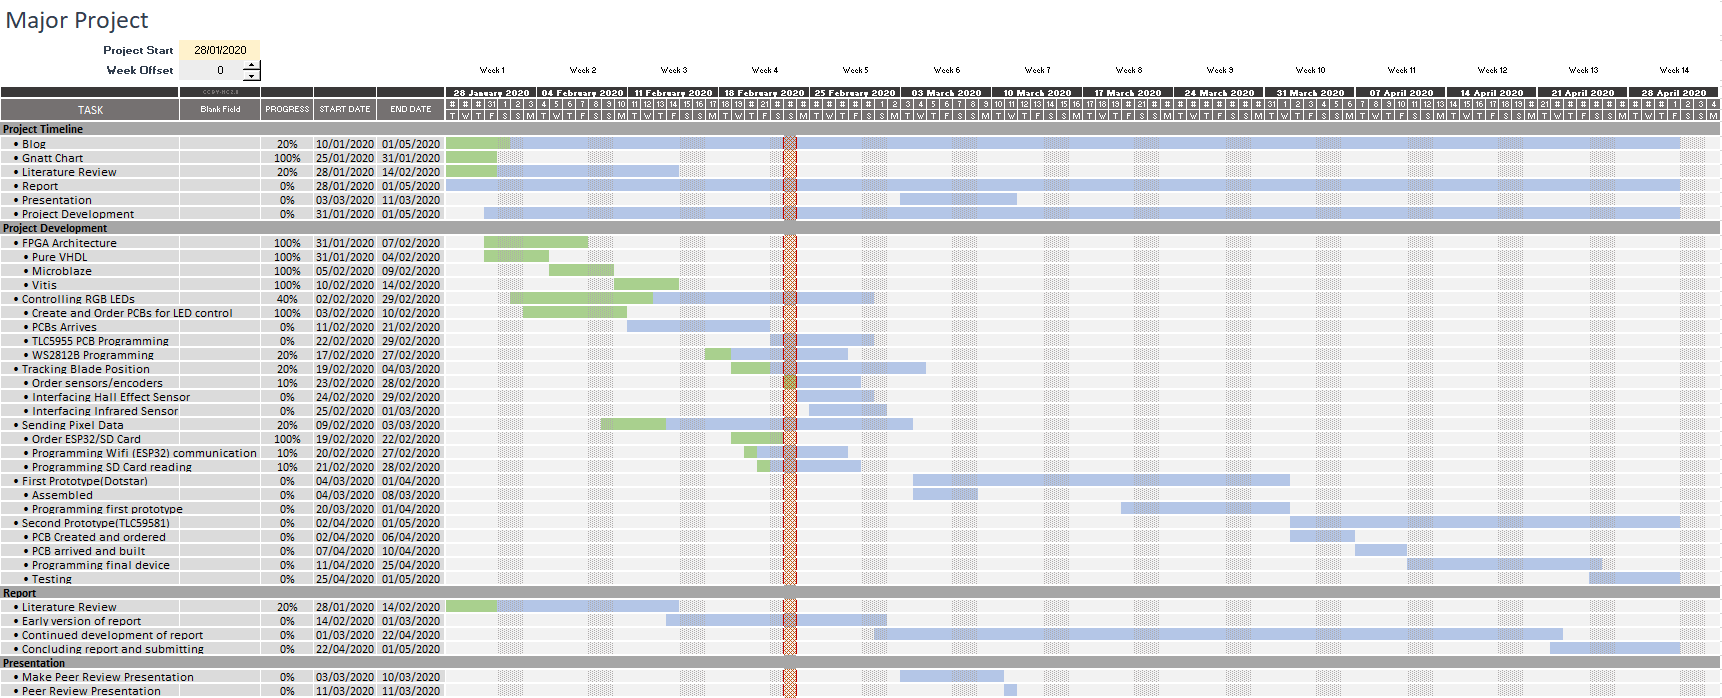 Major Project
Project Start 28/01/2020
Week Offset 0
Week 1 Week 2 Week 3 Week 4 Week 5 Week 6 Week 7 Week 8 Week 9 Week 10 Week 11 Week 12 Week 13 Week 14
28 January 2020 04 February 2020 11 February 2020 18 February 2020 25 February 2020 03 March 2020 10 March 2020 17 March 2020 24 March 2020 31 March 2020 07 April 2020 14 April 2020 21 April 2020 28 April 2020
TASK Blank Field PROGRESS START DATE END DATE
Project Timeline
• Blog 20% 10/01/2020 01/05/2020
• Gnatt Chart 100% 25/01/2020 31/01/2020
• Literature Review 20% 28/01/2020 14/02/2020
• Report 0% 28/01/2020 01/05/2020
• Presentation 0% 03/03/2020 11/03/2020
• Project Development 0% 31/01/2020 01/05/2020
Project Development
• FPGA Architecture 100% 31/01/2020 07/02/2020
• Pure VHDL 100% 31/01/2020 04/02/2020
• Microblaze 100% 05/02/2020 09/02/2020
• Vitis 100% 10/02/2020 14/02/2020
• Controlling RGB LEDs 40% 02/02/2020 29/02/2020
• Create and Order PCBs for LED control 100% 03/02/2020 10/02/2020
• PCBs Arrives 0% 11/02/2020 21/02/2020
• TLC5955 PCB Programming 0% 22/02/2020 29/02/2020
• WS2812B Programming 20% 17/02/2020 27/02/2020
• Tracking Blade Position 20% 19/02/2020 04/03/2020
• Order sensors/encoders 10% 23/02/2020 28/02/2020
• Interfacing Hall Effect Sensor 0% 24/02/2020 29/02/2020
• Interfacing Infrared Sensor 0% 25/02/2020 01/03/2020
• Sending Pixel Data 20% 09/02/2020 03/03/2020
• Order ESP32/SD Card 100% 19/02/2020 22/02/2020
• Programming Wifi (ESP32) communication 10% 20/02/2020 27/02/2020
• Programming SD Card reading 10% 21/02/2020 28/02/2020
• First Prototype(Dotstar) 0% 04/03/2020 01/04/2020
• Assembled 0% 04/03/2020 08/03/2020
• Programming first prototype 0% 20/03/2020 01/04/2020
• Second Prototype(TLC59581) 0% 02/04/2020 01/05/2020
• PCB Created and ordered 0% 02/04/2020 06/04/2020
• PCB arrived and built 0% 07/04/2020 10/04/2020
• Programming final device 0% 11/04/2020 25/04/2020
• Testing 0% 25/04/2020 01/05/2020
Report
• Literature Review 20% 28/01/2020 14/02/2020
• Early version of report 0% 14/02/2020 01/03/2020
• Continued development of report 0% 01/03/2020 22/04/2020
• Concluding report and submitting 0% 22/04/2020 01/05/2020
Presentation
• Make Peer Review Presentation 0% 03/03/2020 10/03/2020
• Peer Review Presentation 0% 11/03/2020 11/03/2020